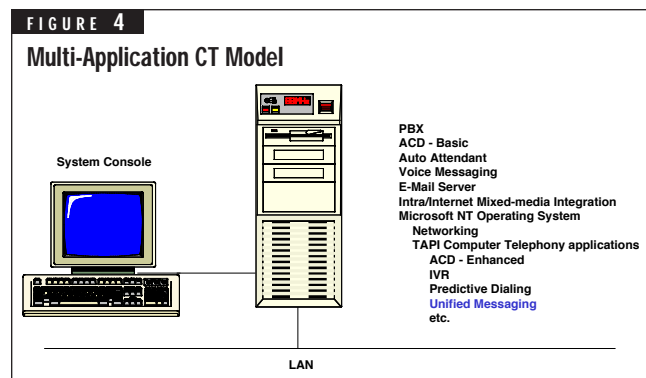 FIGURE 4
Multi-Application CT Model
System Console
PBX
ACD - Basic
Auto Attendant
Voice Messaging
E-Mail Server
Intra/Internet Mixed-media Integration
Microsoft NT Operating System
Networking
TAPI Computer Telephony applications
ACD - Enhanced
IVR
Predictive Dialing
Unified Messaging
etc.
LAN